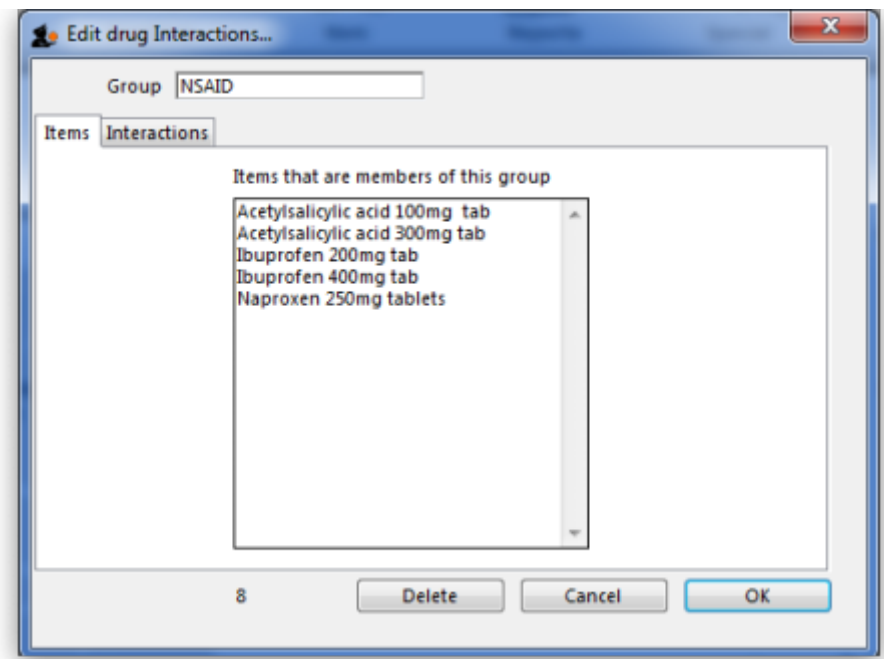 Edit drug Interactions...
Group NSAID
Items Interactions
Items that are members of this group
Acetylsalicylic acid 100mg  tab
Acetylsalicylic acid 300mg tab
Ibuprofen 200mg tab
Ibuprofen 400mg tab
Naproxen 250mg tablets
8 Delete Cancel OK